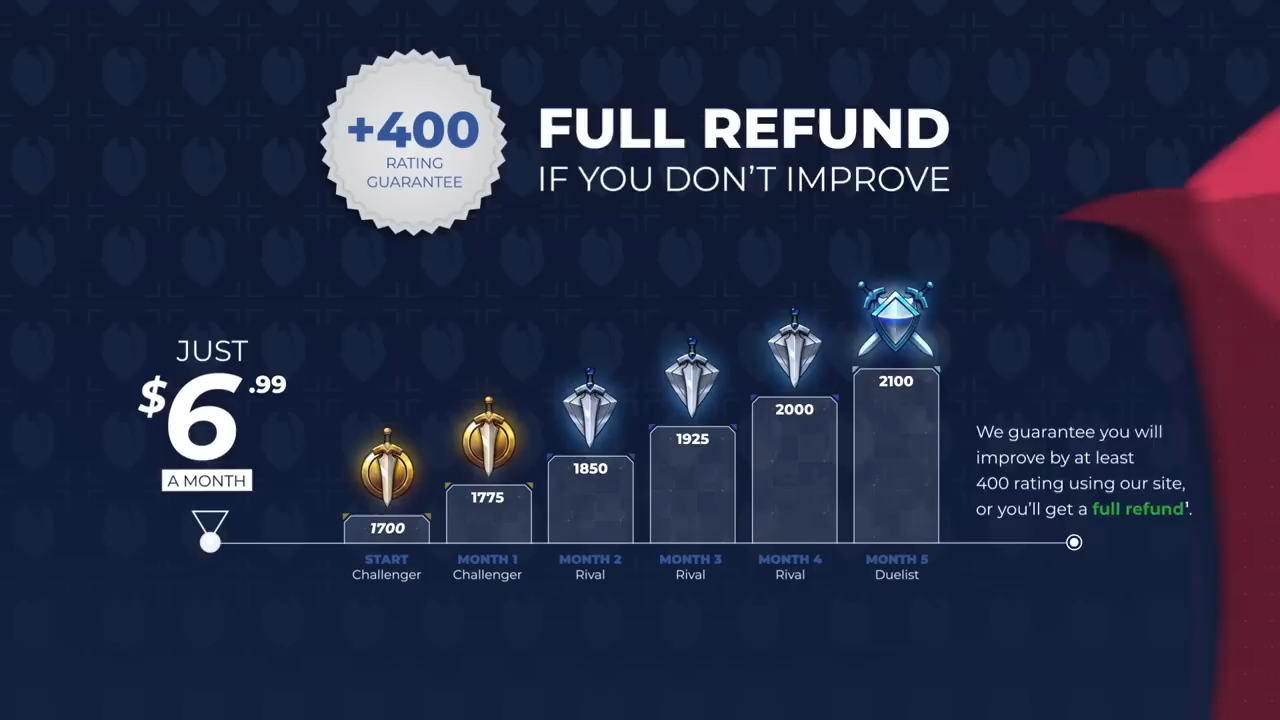 +400
RATING
GUARANTEE
FULL REFUND
IF YOU DON'T IMPROVE
JUST
$6.99
A MONTH
1700
1775
1850
1925
2000
2100
START
Challenger
MONTH 1
Challenger
MONTH 2
Rival
MONTH 3
Rival
MONTH 4
Rival
MONTH 5
Duelist
We guarantee you will
improve by at least
400 rating using our site,
or you'll get a full refund¹.